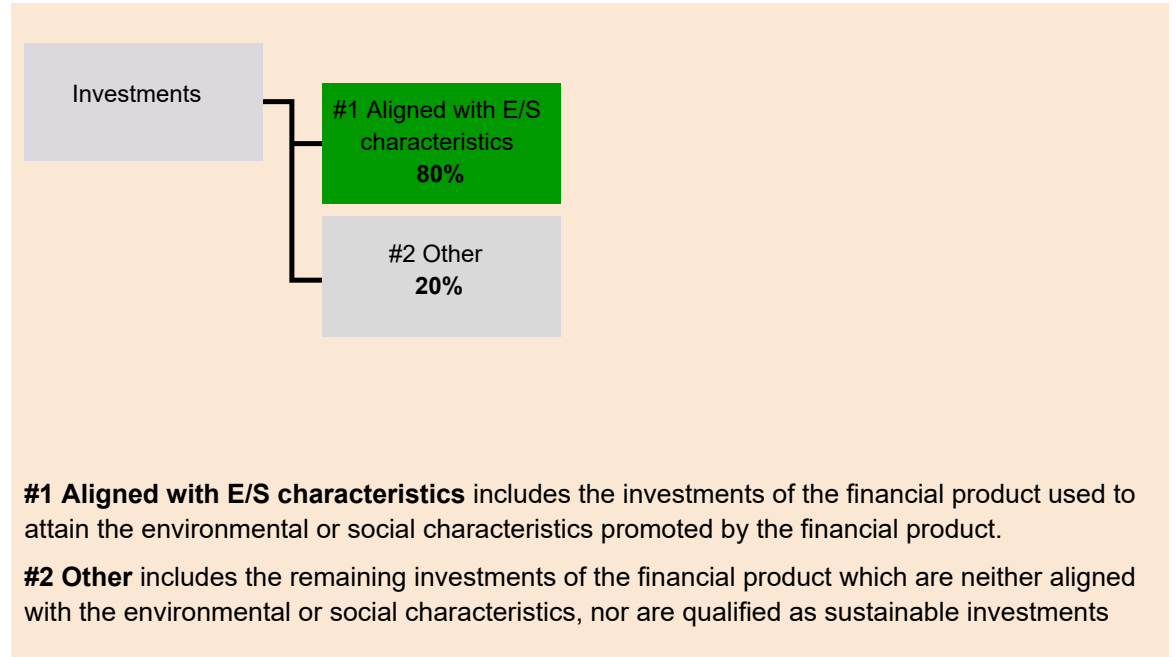 Investments
#1 Aligned with E/S
characteristics
80%
#2 Other
20%
#1 Aligned with E/S characteristics includes the investments of the financial product used to
attain the environmental or social characteristics promoted by the financial product.
#2 Other includes the remaining investments of the financial product which are neither aligned
with the environmental or social characteristics, nor are qualified as sustainable investments